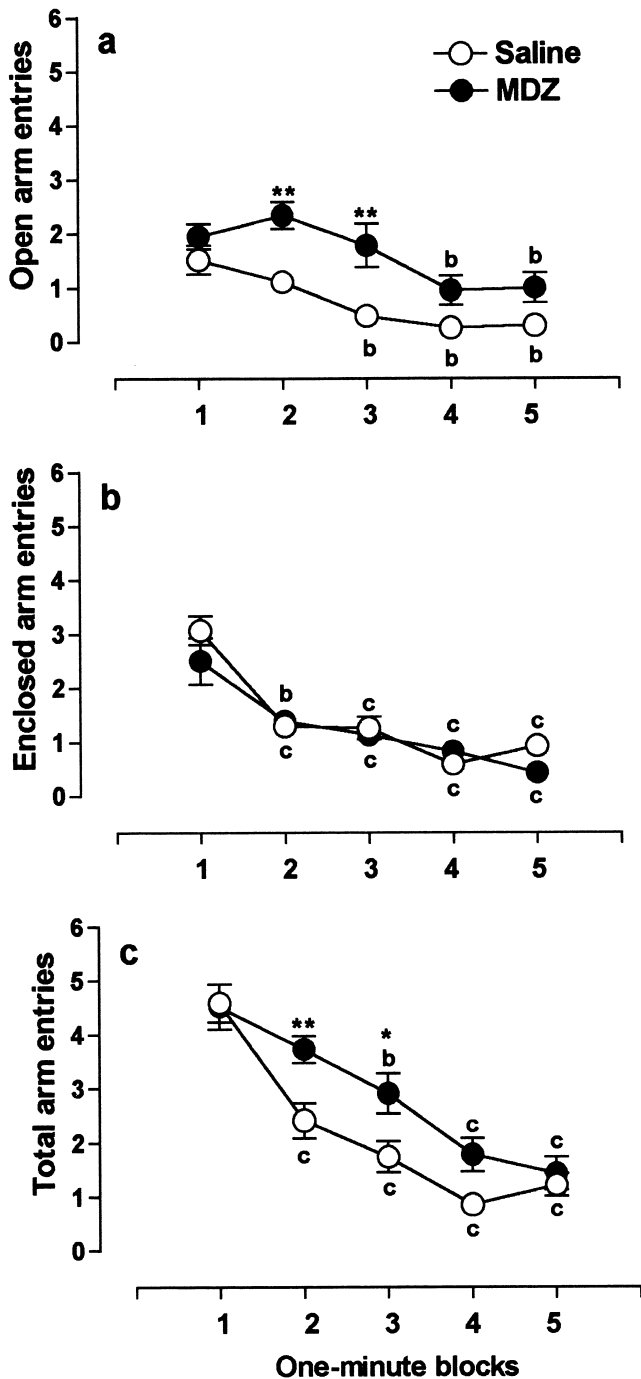 a
Saline
MDZ
Open arm entries
6
5
4
3
2
1
0
** **
b b
b b b
1 2 3 4 5
b
Enclosed arm entries
6
5
4
3
2
1
0
b c c c
c c c c
1 2 3 4 5
c
Total arm entries
6
5
4
3
2
1
0
** *
b
c c
c c c c
1 2 3 4 5
One-minute blocks